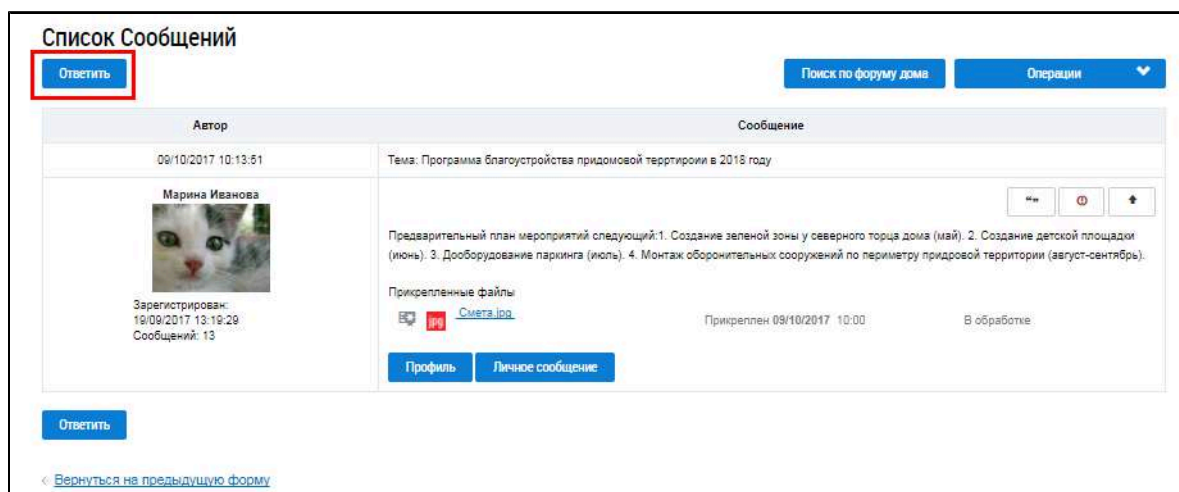 Список Сообщений
Ответить
Поиск по форуму дома
Операции
Автор
Сообщение
09/10/2017 10:13:51
Тема: Программа благоустройства придомовой терртироии в 2018 году
Марина Иванова
Зарегистрирован:
19/09/2017 13:19:29
Сообщений: 13
Предварительный план мероприятий следующий:1. Создание зеленой зоны у северного торца дома (май). 2. Создание детской площадки
(июнь). 3. Дооборудование паркинга (июль). 4. Монтаж оборонительных сооружений по периметру придровой территории (август-сентябрь).
Прикрепленные файлы
jpg
Смета.jpg
Прикреплен 09/10/2017 10:00
В обработке
Профиль
Личное сообщение
Ответить
< Вернуться на предыдущую форму